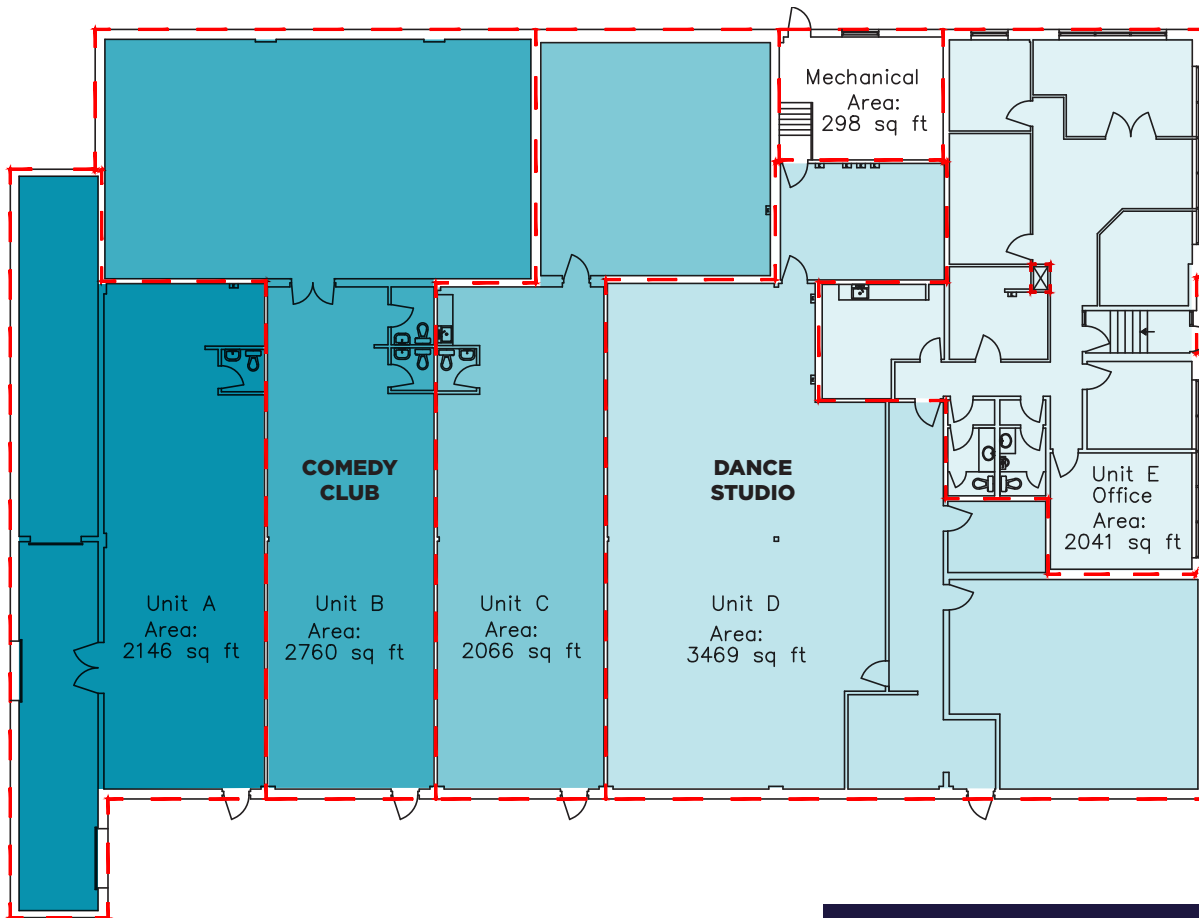 Mechanical
Area:
298 sq ft
COMEDY
CLUB
DANCE
STUDIO
Unit E
Office
Area:
2041 sq ft
Unit A
Area:
2146 sq ft
Unit B
Area:
2760 sq ft
Unit C
Area:
2066 sq ft
Unit D
Area:
3469 sq ft